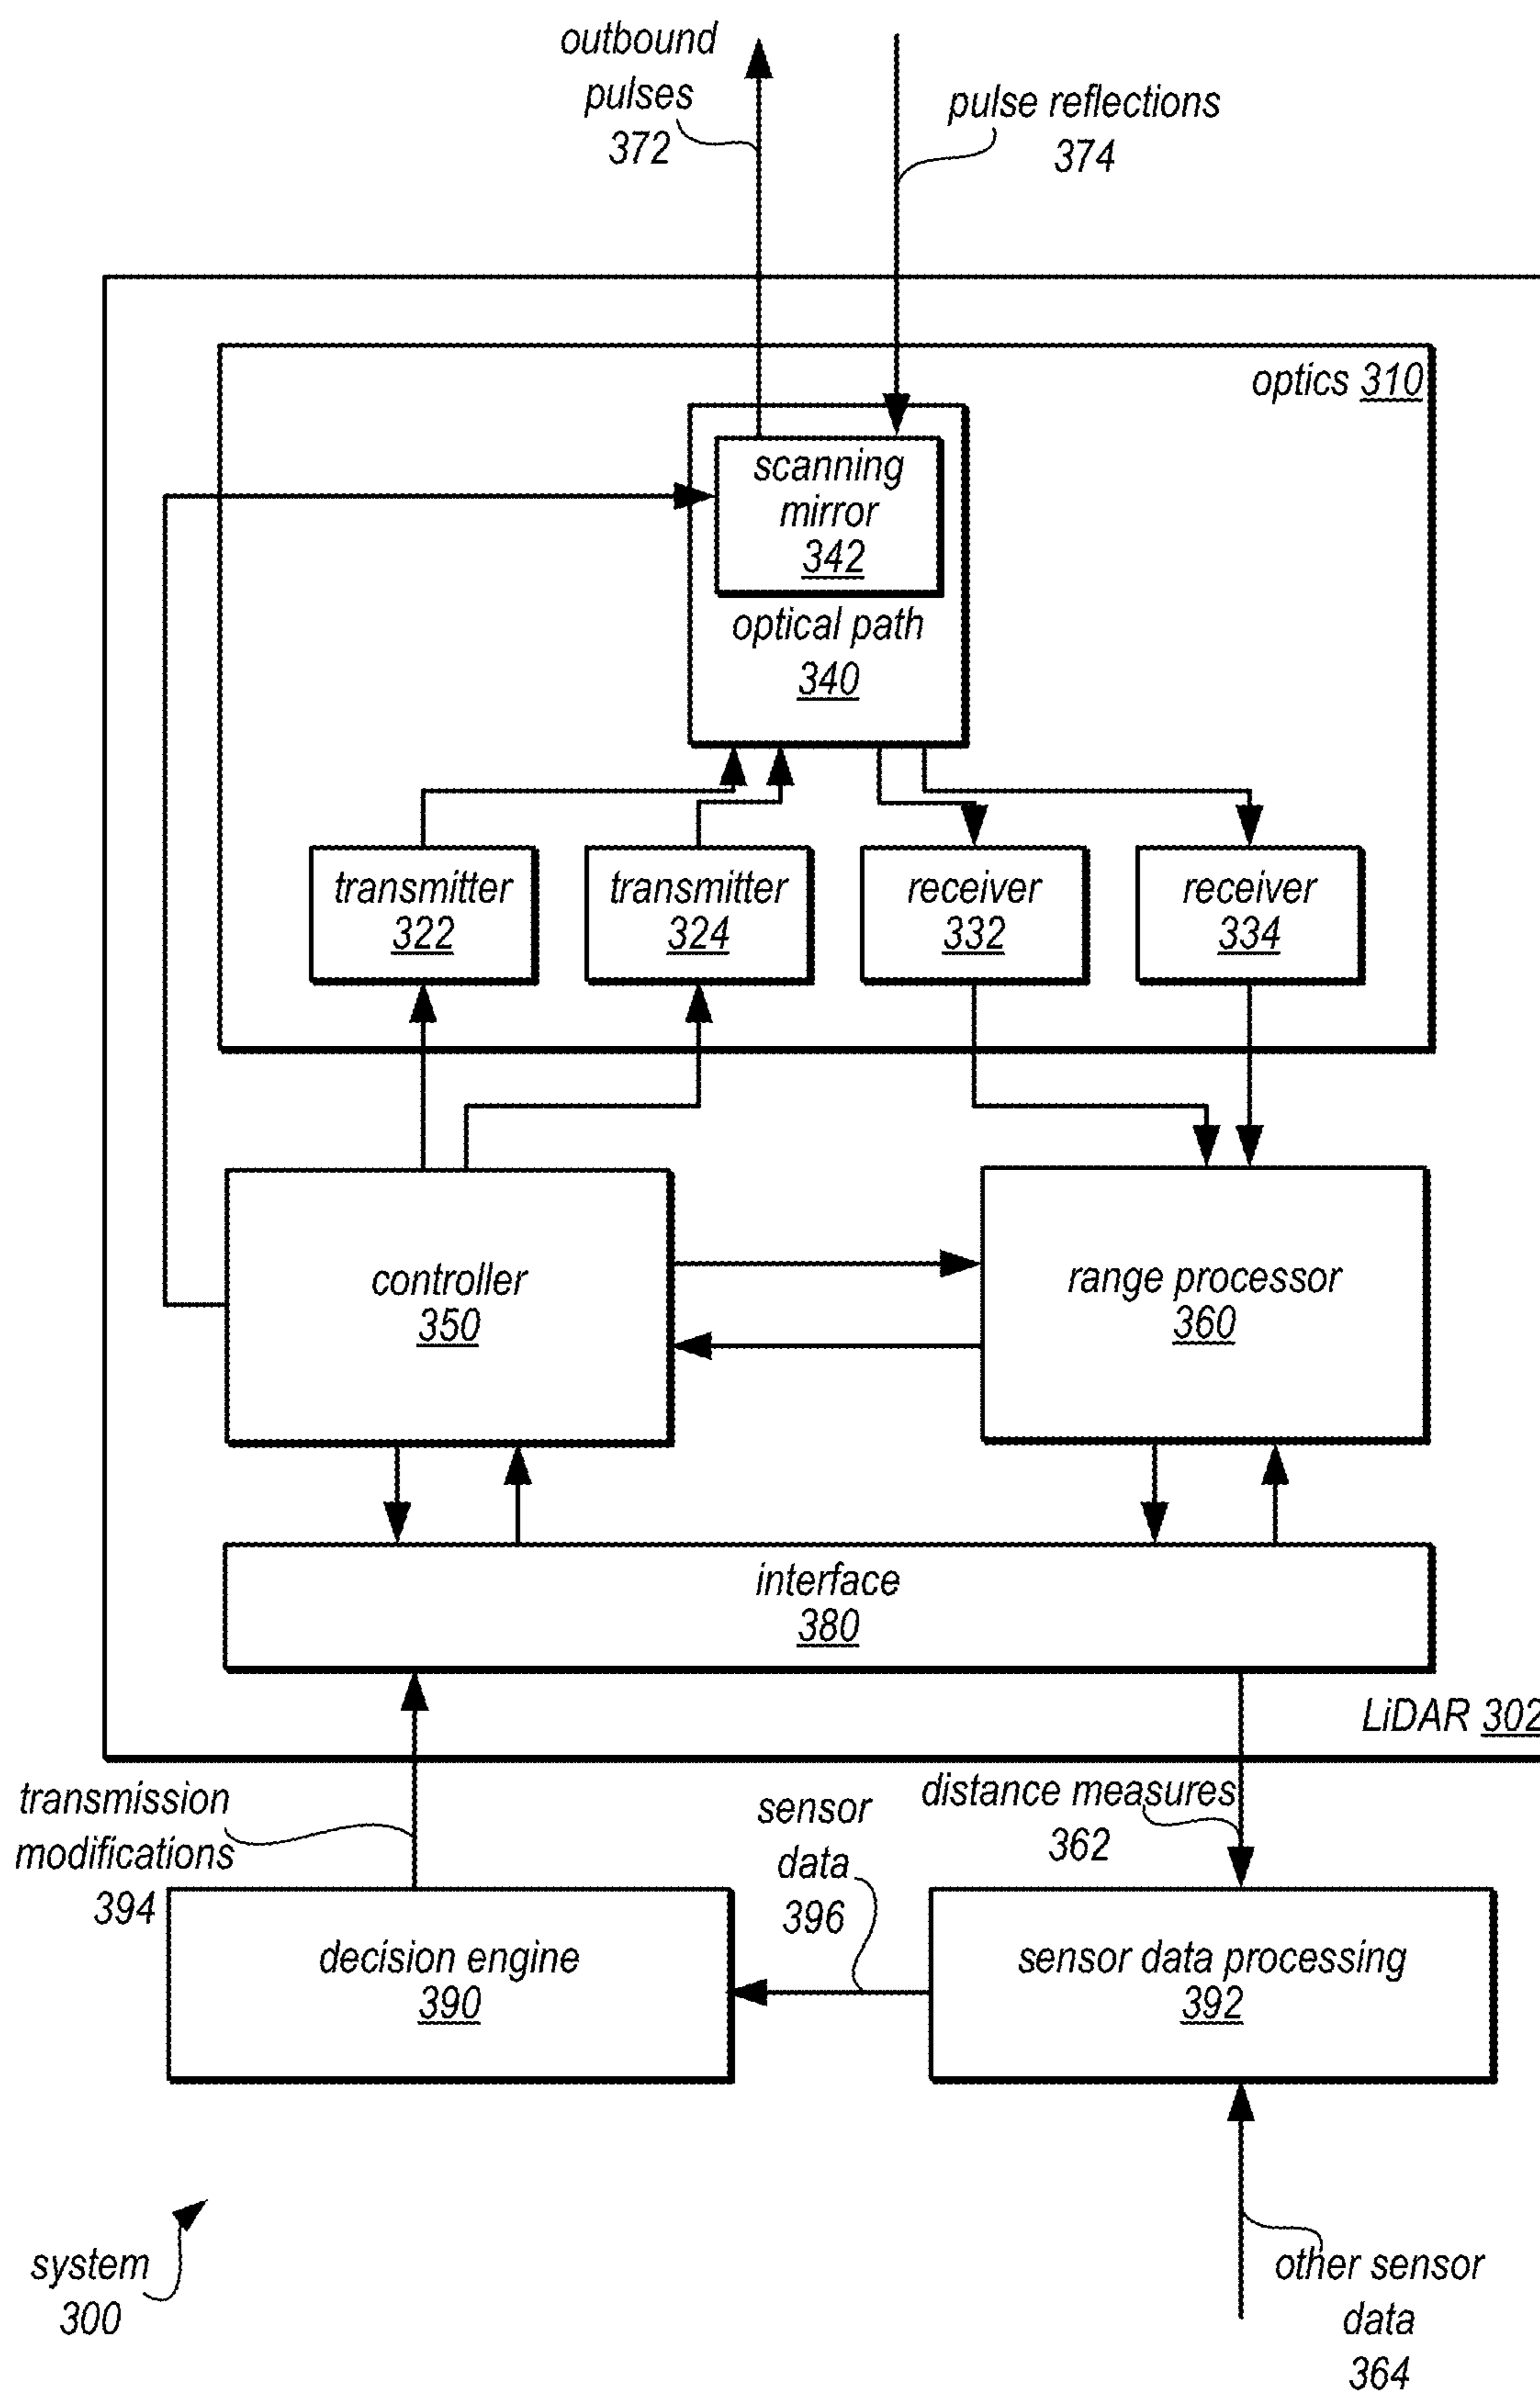 outbound
pulses
372
pulse reflections
374
optics 310
scanning
mirror
342
optical path
340
transmitter
322
transmitter
324
receiver
332
receiver
334
controller
350
range processor
360
interface
380
LiDAR 302
transmission
modifications
394
sensor
data
396
distance measures
362
decision engine
390
sensor data processing
392
system
300
other sensor
data
364